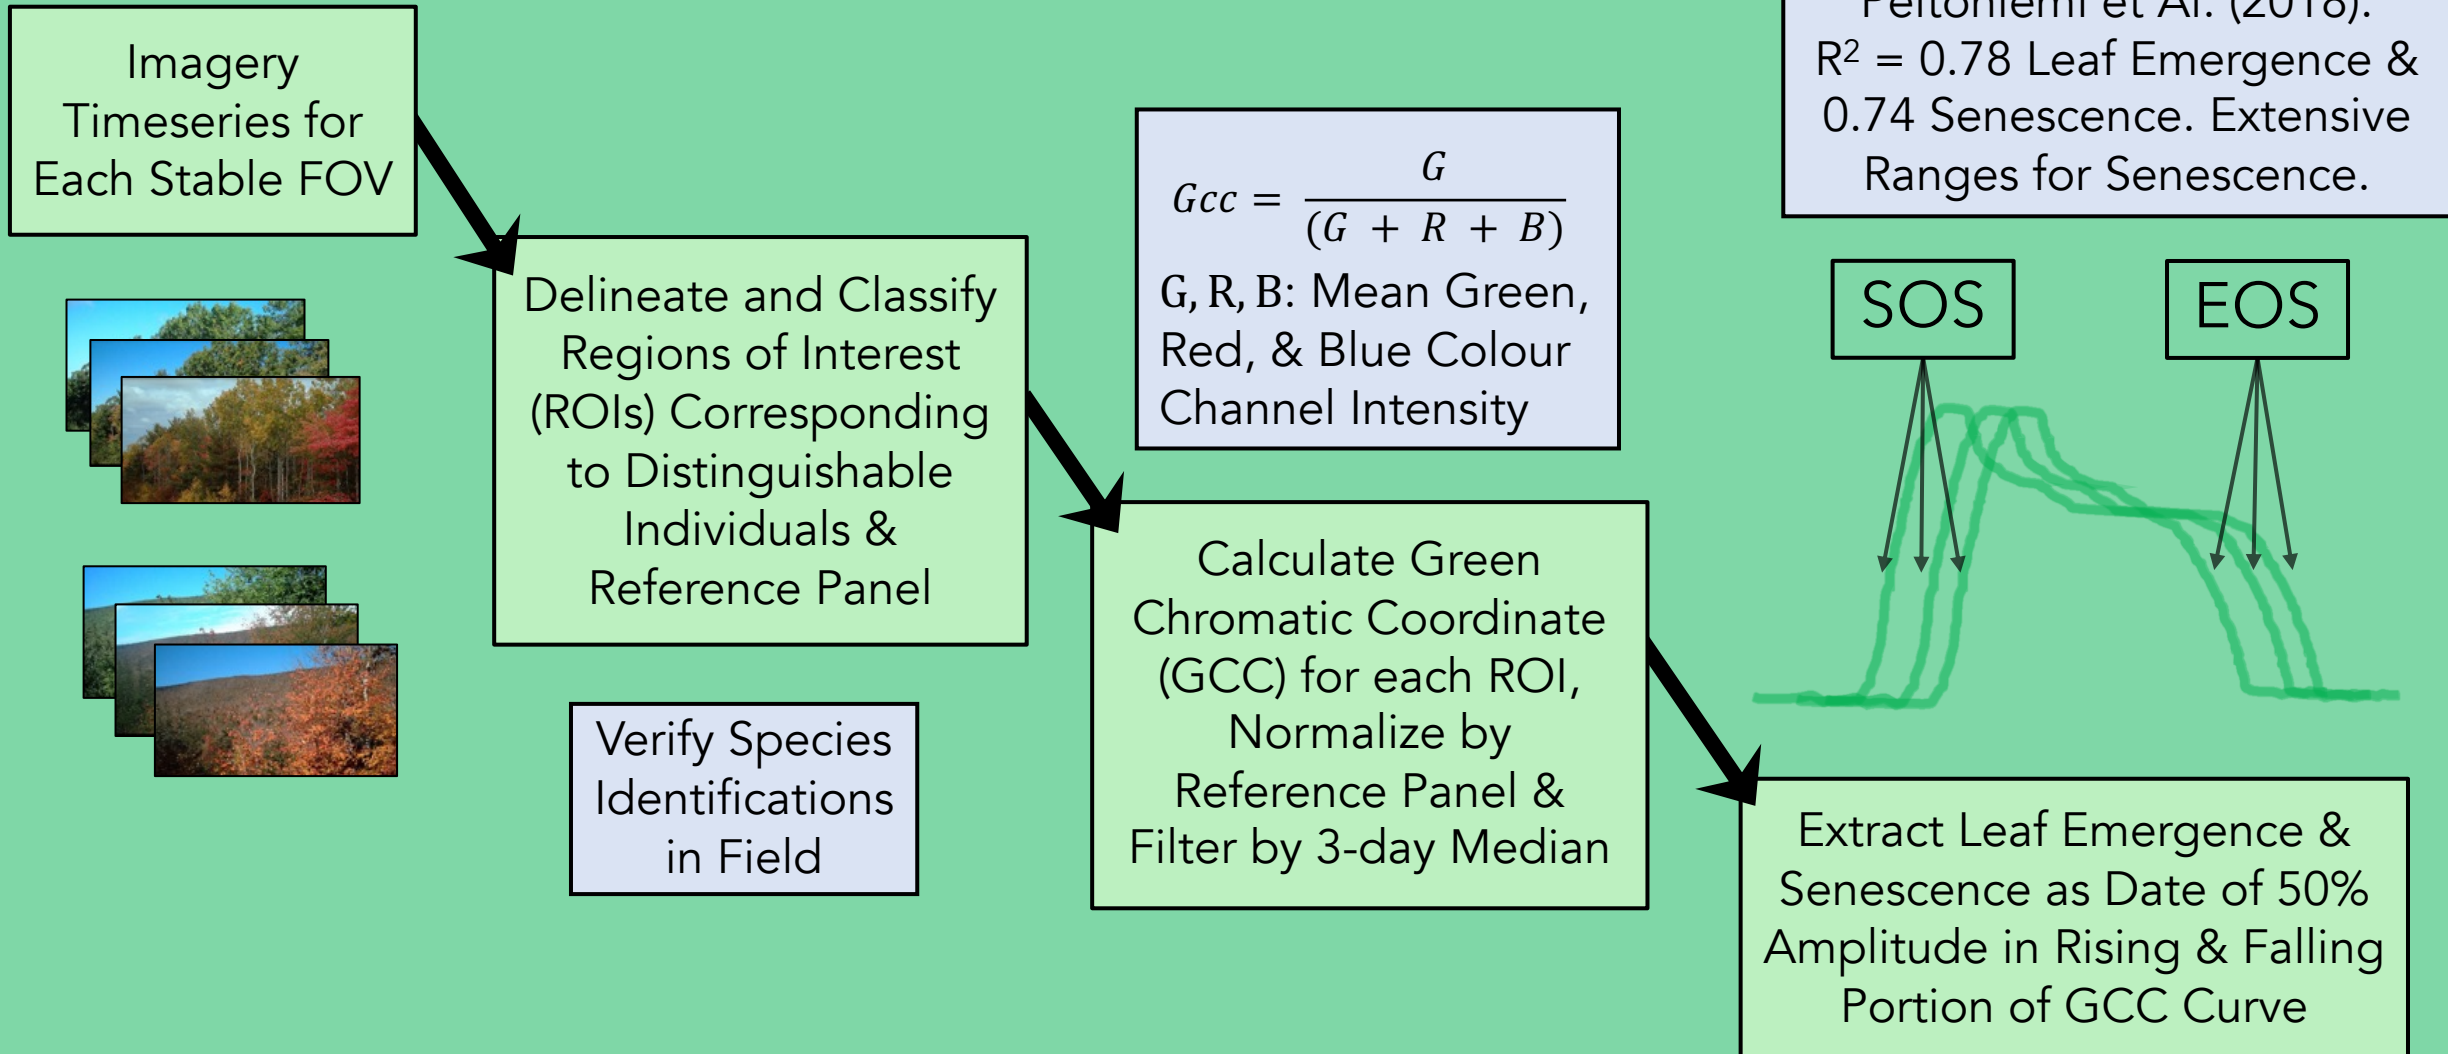 Imagery
Timeseries for
Each Stable FOV
Delineate and Classify
Regions of Interest
(ROIs) Corresponding
to Distinguishable
Individuals &
Reference Panel
Verify Species
Identifications
in Field
Gcc = G / (G + R + B)
G, R, B: Mean Green,
Red, & Blue Colour
Channel Intensity
Calculate Green
Chromatic Coordinate
(GCC) for each ROI,
Normalize by
Reference Panel &
Filter by 3-day Median
Peltoniemi et Al. (2018).
R² = 0.78 Leaf Emergence &
0.74 Senescence. Extensive
Ranges for Senescence.
SOS
EOS
Extract Leaf Emergence &
Senescence as Date of 50%
Amplitude in Rising & Falling
Portion of GCC Curve